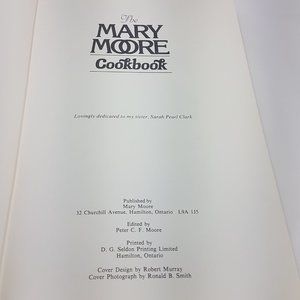 The
MARY
MOORE
Cookbook
Lovingly dedicated to my sister, Sarah Pearl Clark
Published by
Mary Moore
32 Churchill Avenue, Hamilton, Ontario L9A 1J5
Edited by
Peter C. F. Moore
Printed by
D. G. Seldon Printing Limited
Hamilton, Ontario
Cover Design by Robert Murray
Cover Photograph by Ronald B. Smith